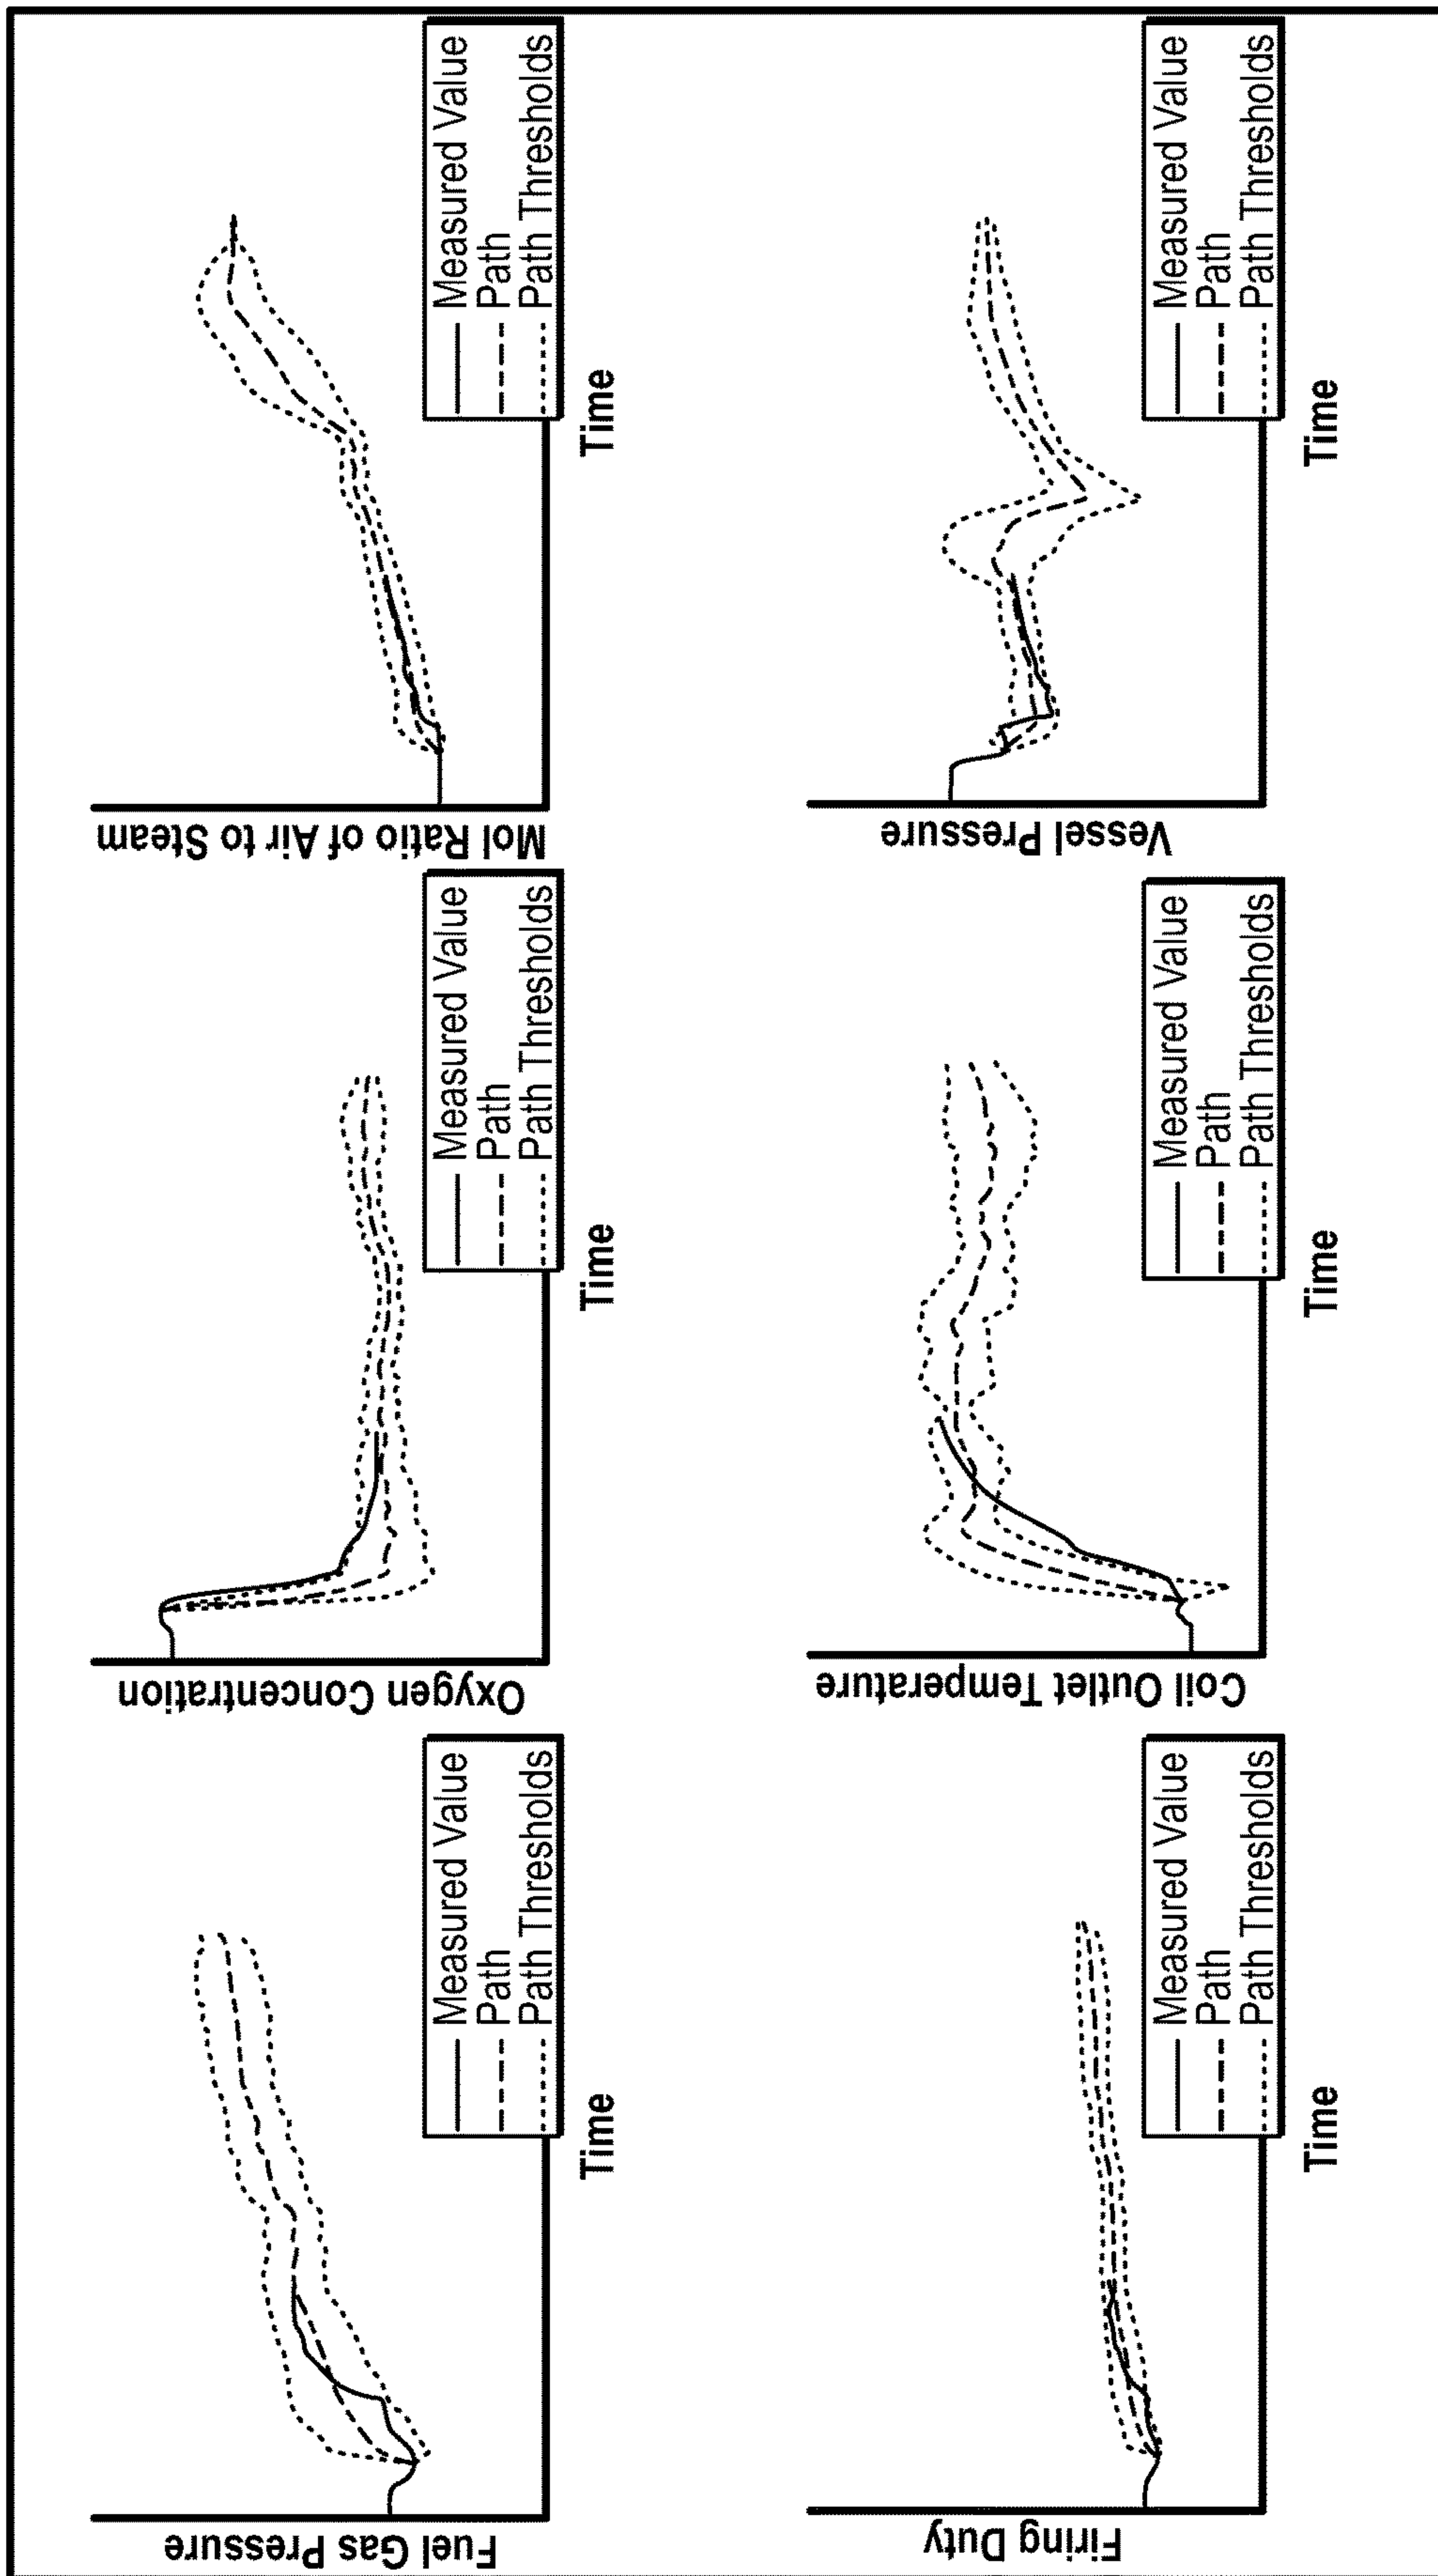 Fuel Gas Pressure
Measured Value
Path
Path Thresholds
Time
Oxygen Concentration
Measured Value
Path
Path Thresholds
Time
Mol Ratio of Air to Steam
Measured Value
Path
Path Thresholds
Time
Firing Duty
Measured Value
Path
Path Thresholds
Time
Coil Outlet Temperature
Measured Value
Path
Path Thresholds
Time
Vessel Pressure
Measured Value
Path
Path Thresholds
Time